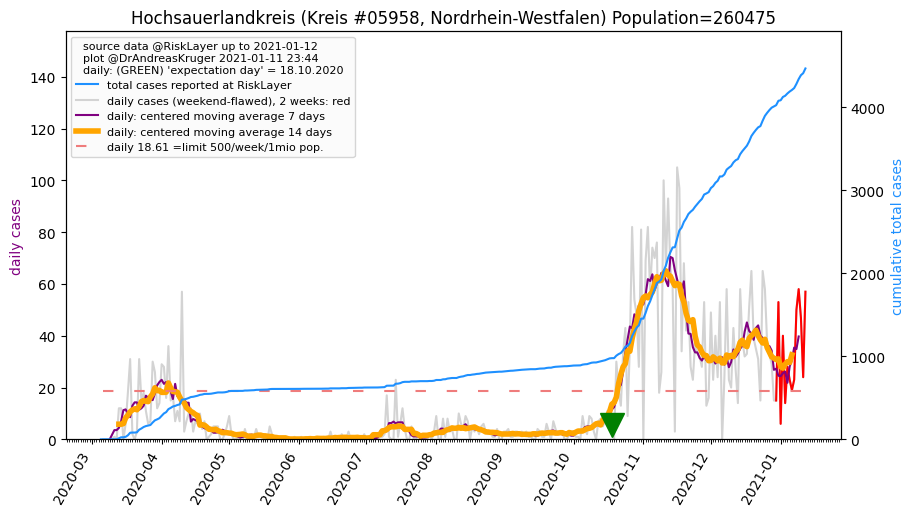 Hochsauerlandkreis (Kreis #05958, Nordrhein-Westfalen) Population=260475
source data @RiskLayer up to 2021-01-12
plot @DrAndreasKruger 2021-01-11 23:44
daily: (GREEN) 'expectation day' = 18.10.2020
total cases reported at RiskLayer
daily cases (weekend-flawed), 2 weeks: red
daily: centered moving average 7 days
daily: centered moving average 14 days
daily 18.61 =limit 500/week/1mio pop.
daily cases
140
120
100
80
60
40
20
0
4000
3000
2000
1000
0
cumulative total cases
2020-03
2020-04
2020-05
2020-06
2020-07
2020-08
2020-09
2020-10
2020-11
2020-12
2021-01